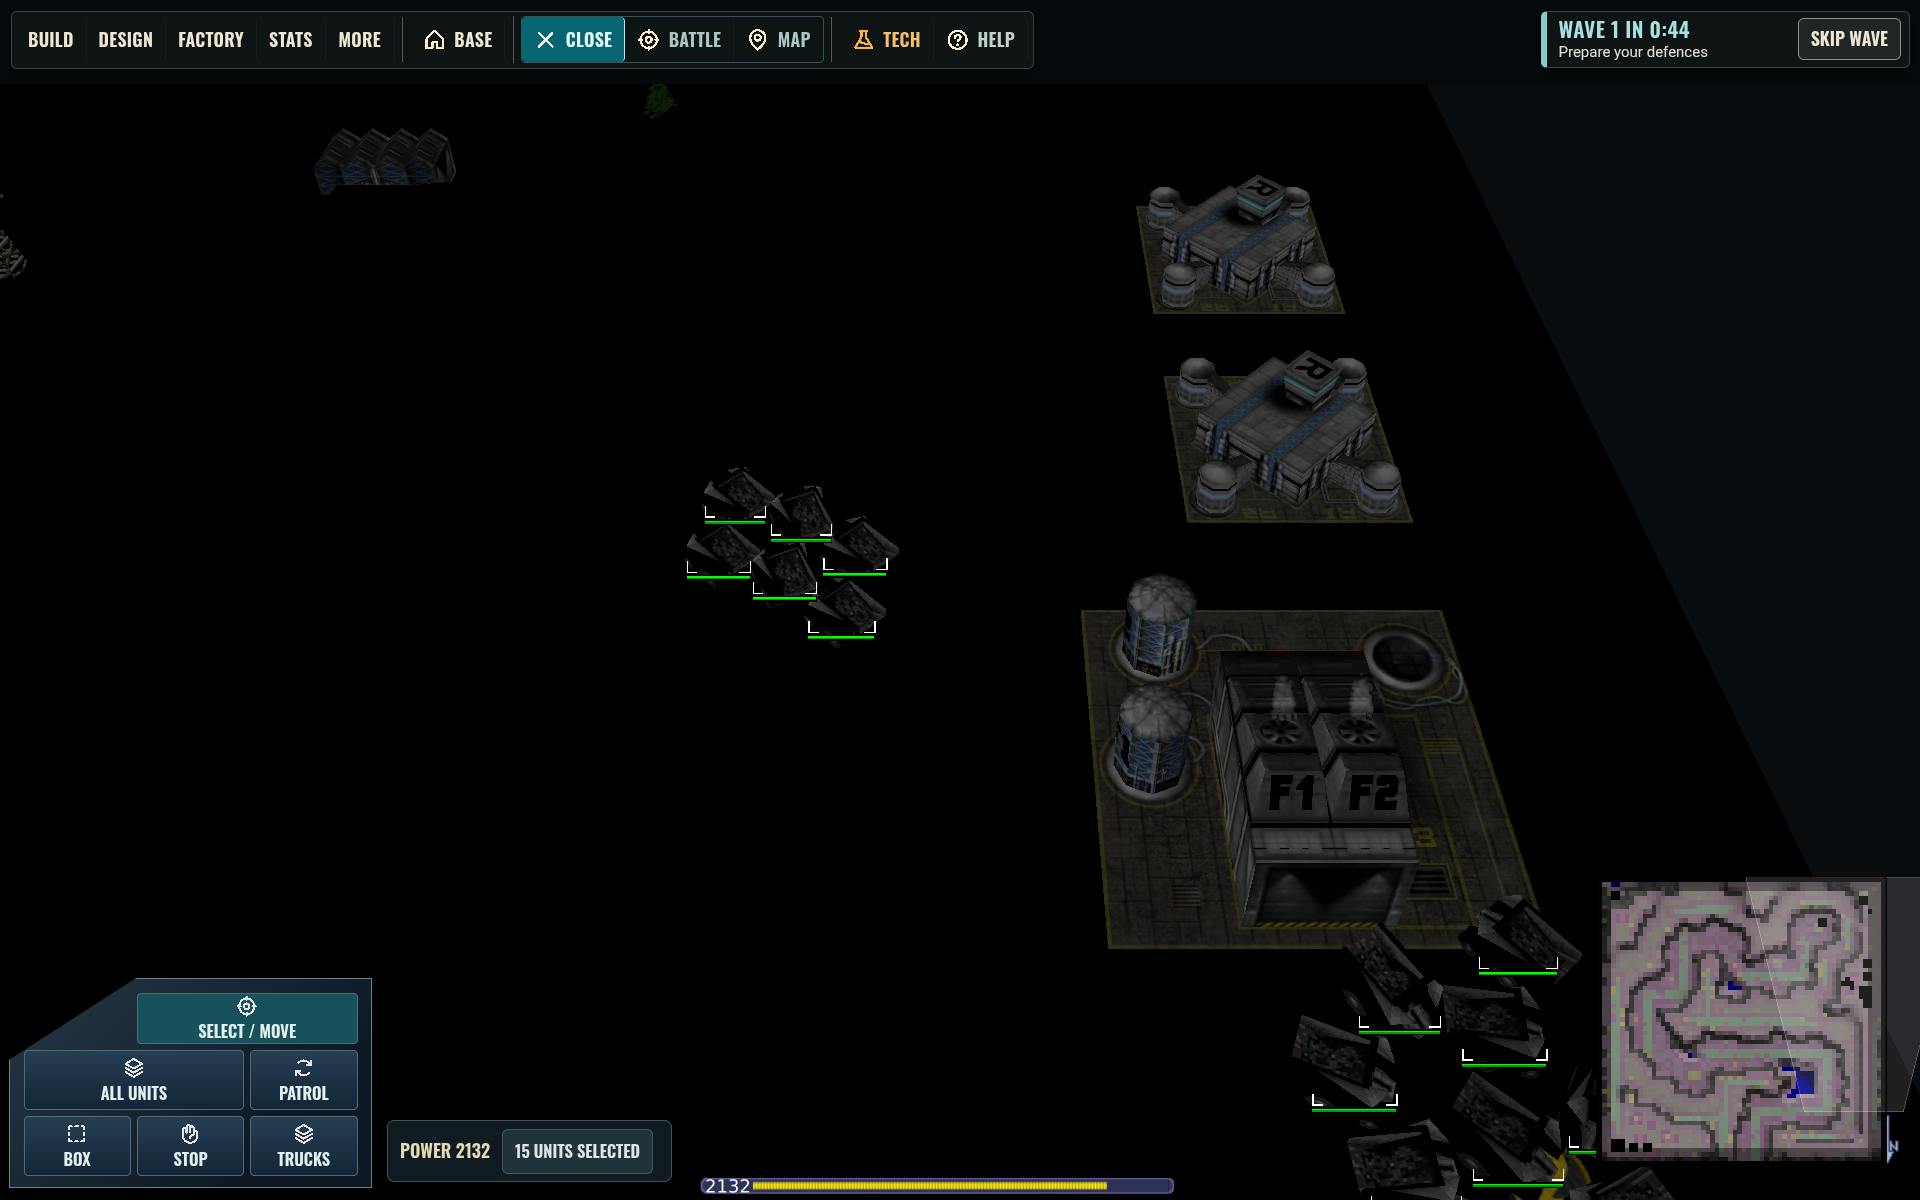 BUILD
DESIGN
FACTORY
STATS
MORE
BASE
CLOSE
BATTLE
MAP
TECH
HELP
WAVE 1 IN 0:44
Prepare your defences
SKIP WAVE
R
R
F1 F2
3
SELECT / MOVE
ALL UNITS
PATROL
BOX
STOP
TRUCKS
POWER 2132
15 UNITS SELECTED
2132
N